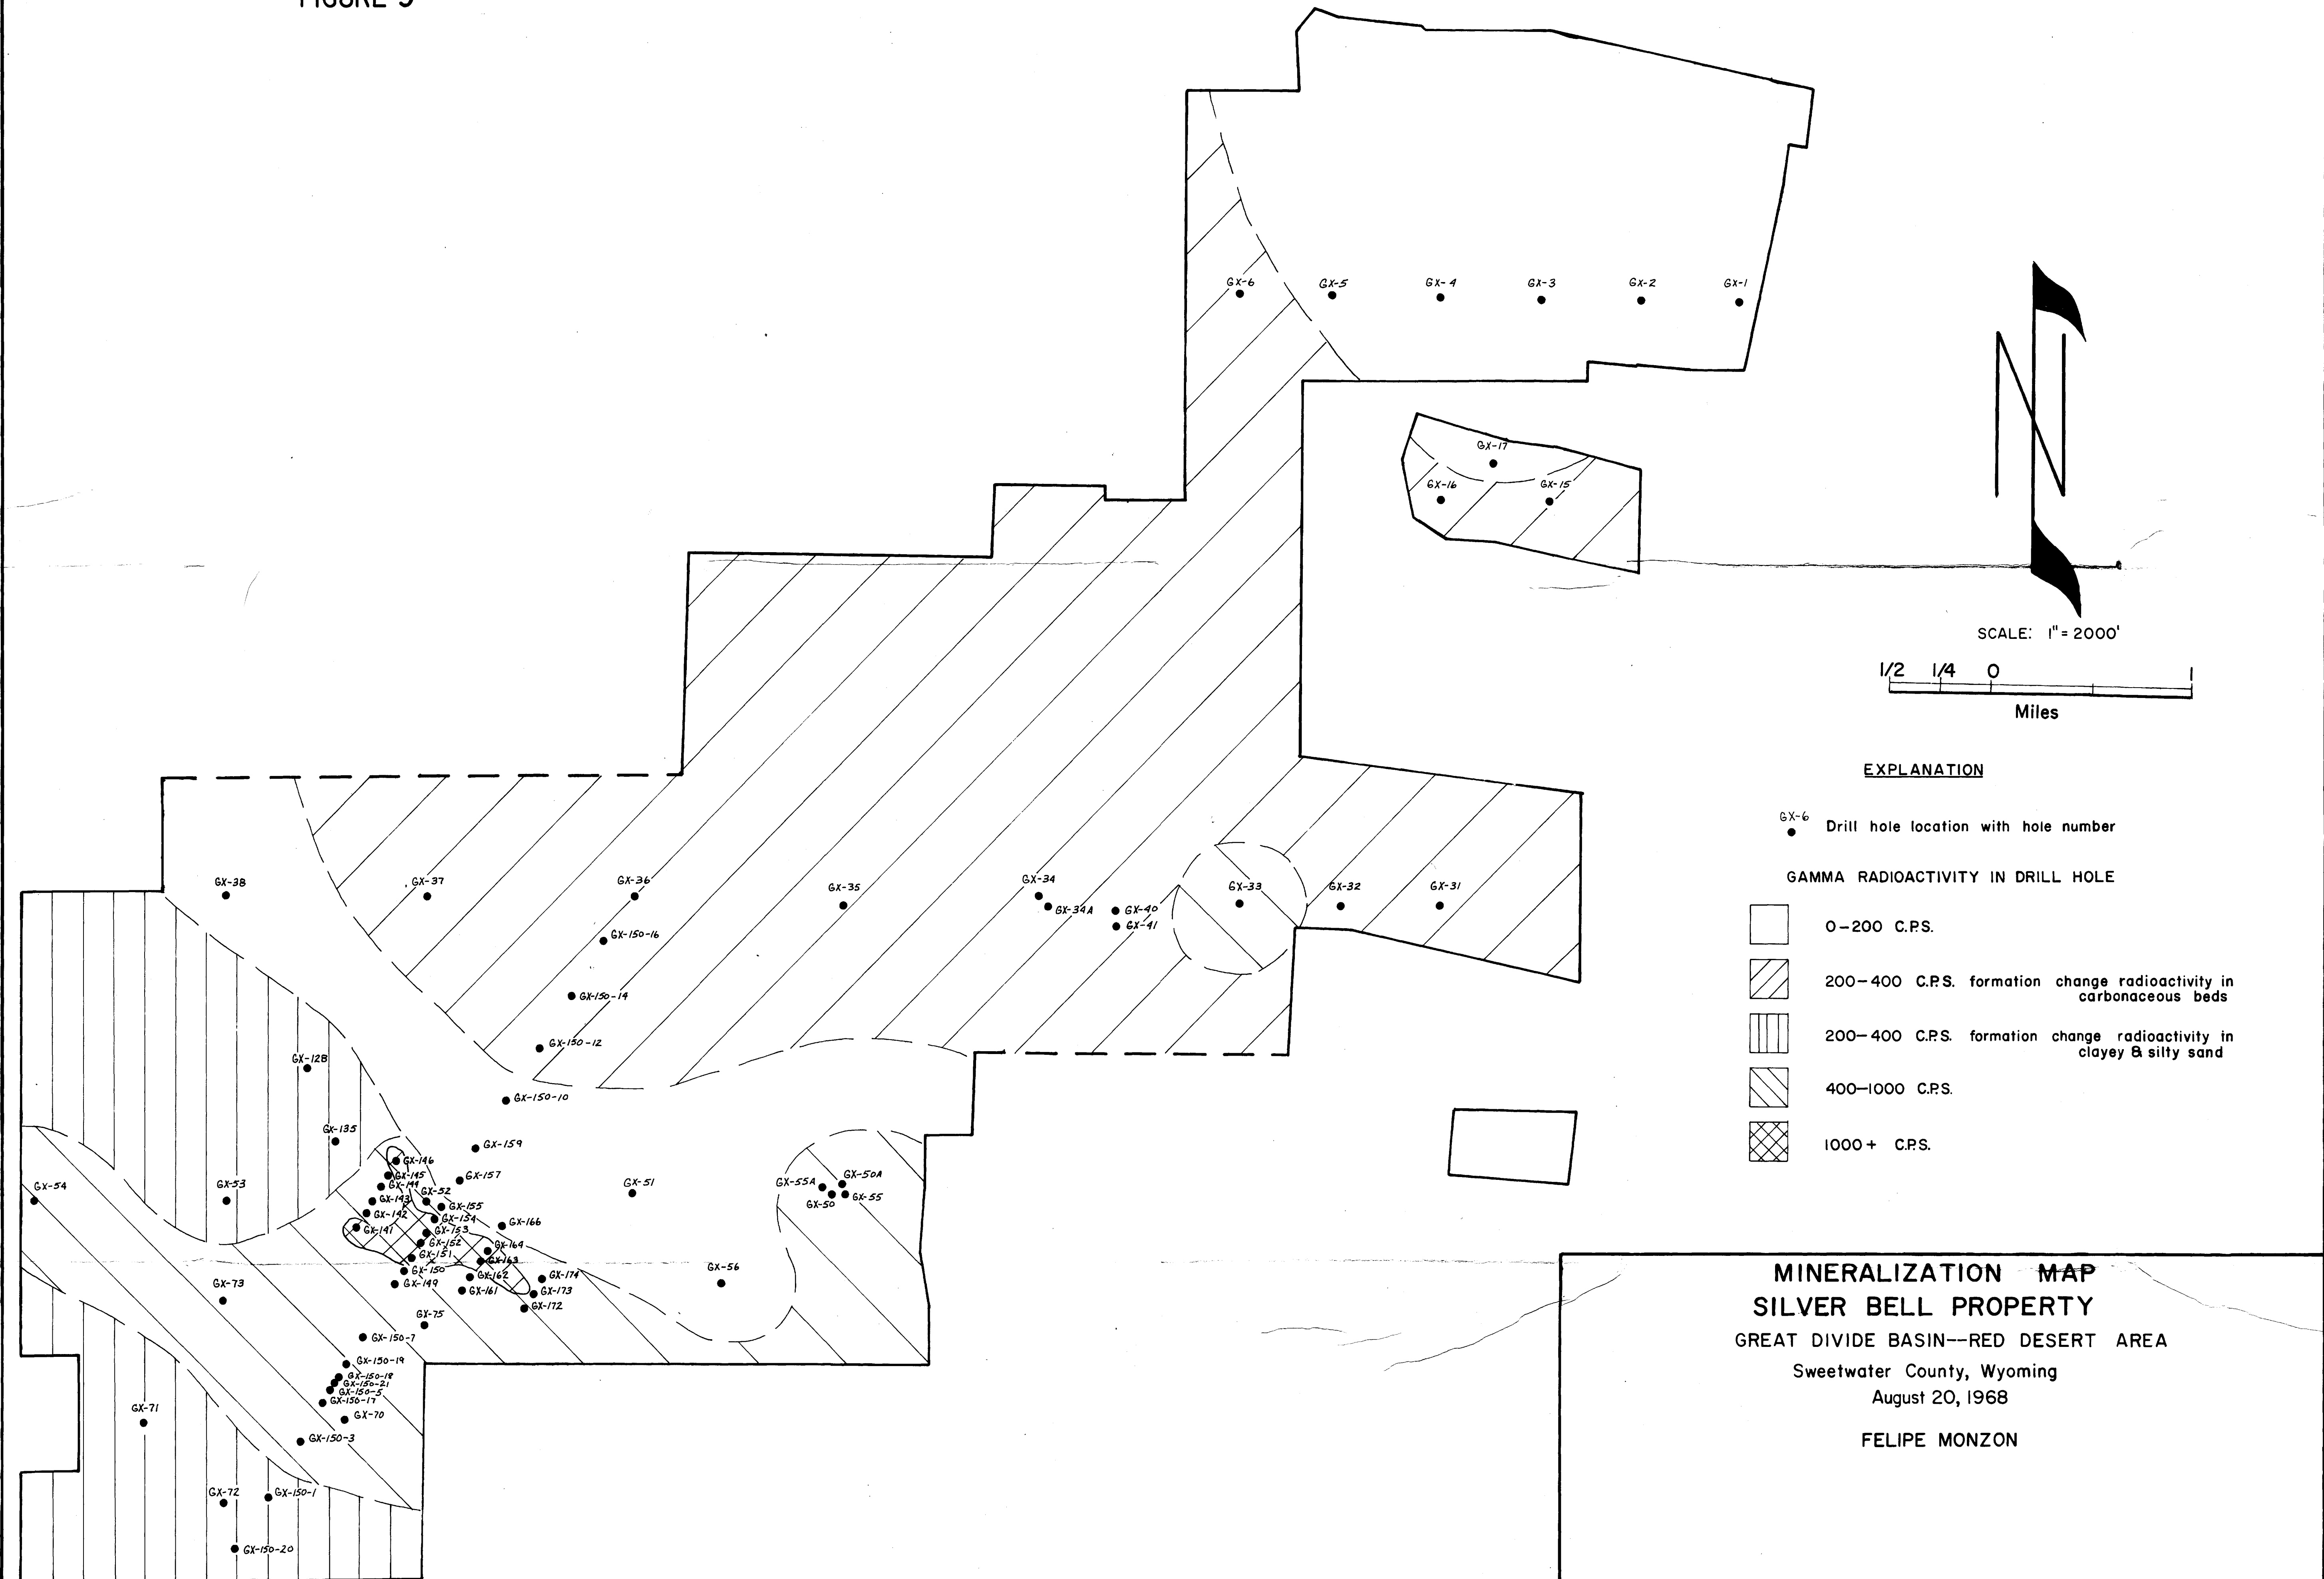 FIGURE 9
GX-6
GX-5
GX-4
GX-3
GX-2
GX-1
GX-17
GX-16
GX-15
SCALE: 1" = 2000'
1/2 1/4 0 1
Miles
EXPLANATION
GX-6 Drill hole location with hole number
GAMMA RADIOACTIVITY IN DRILL HOLE
0-200 C.P.S.
200-400 C.P.S. formation change radioactivity in
carbonaceous beds
200-400 C.P.S. formation change radioactivity in
clayey & silty sand
400-1000 C.P.S.
1000+ C.P.S.
GX-38
GX-37
GX-36
GX-35
GX-34
GX-34A
GX-40
GX-41
GX-33
GX-32
GX-31
GX-150-16
GX-150-14
GX-150-12
GX-128
GX-150-10
GX-135
GX-159
GX-146
GX-145
GX-144
GX-143
GX-142
GX-141
GX-157
GX-52
GX-155
GX-154
GX-153
GX-152
GX-151
GX-150
GX-149
GX-54
GX-53
GX-51
GX-55A
GX-50A
GX-50
GX-55
GX-166
GX-164
GX-163
GX-162
GX-161
GX-174
GX-173
GX-172
GX-56
GX-73
GX-75
GX-150-7
GX-150-19
GX-150-18
GX-150-21
GX-150-5
GX-150-17
GX-70
GX-71
GX-150-3
GX-72
GX-150-1
GX-150-20
MINERALIZATION MAP
SILVER BELL PROPERTY
GREAT DIVIDE BASIN--RED DESERT AREA
Sweetwater County, Wyoming
August 20, 1968
FELIPE MONZON